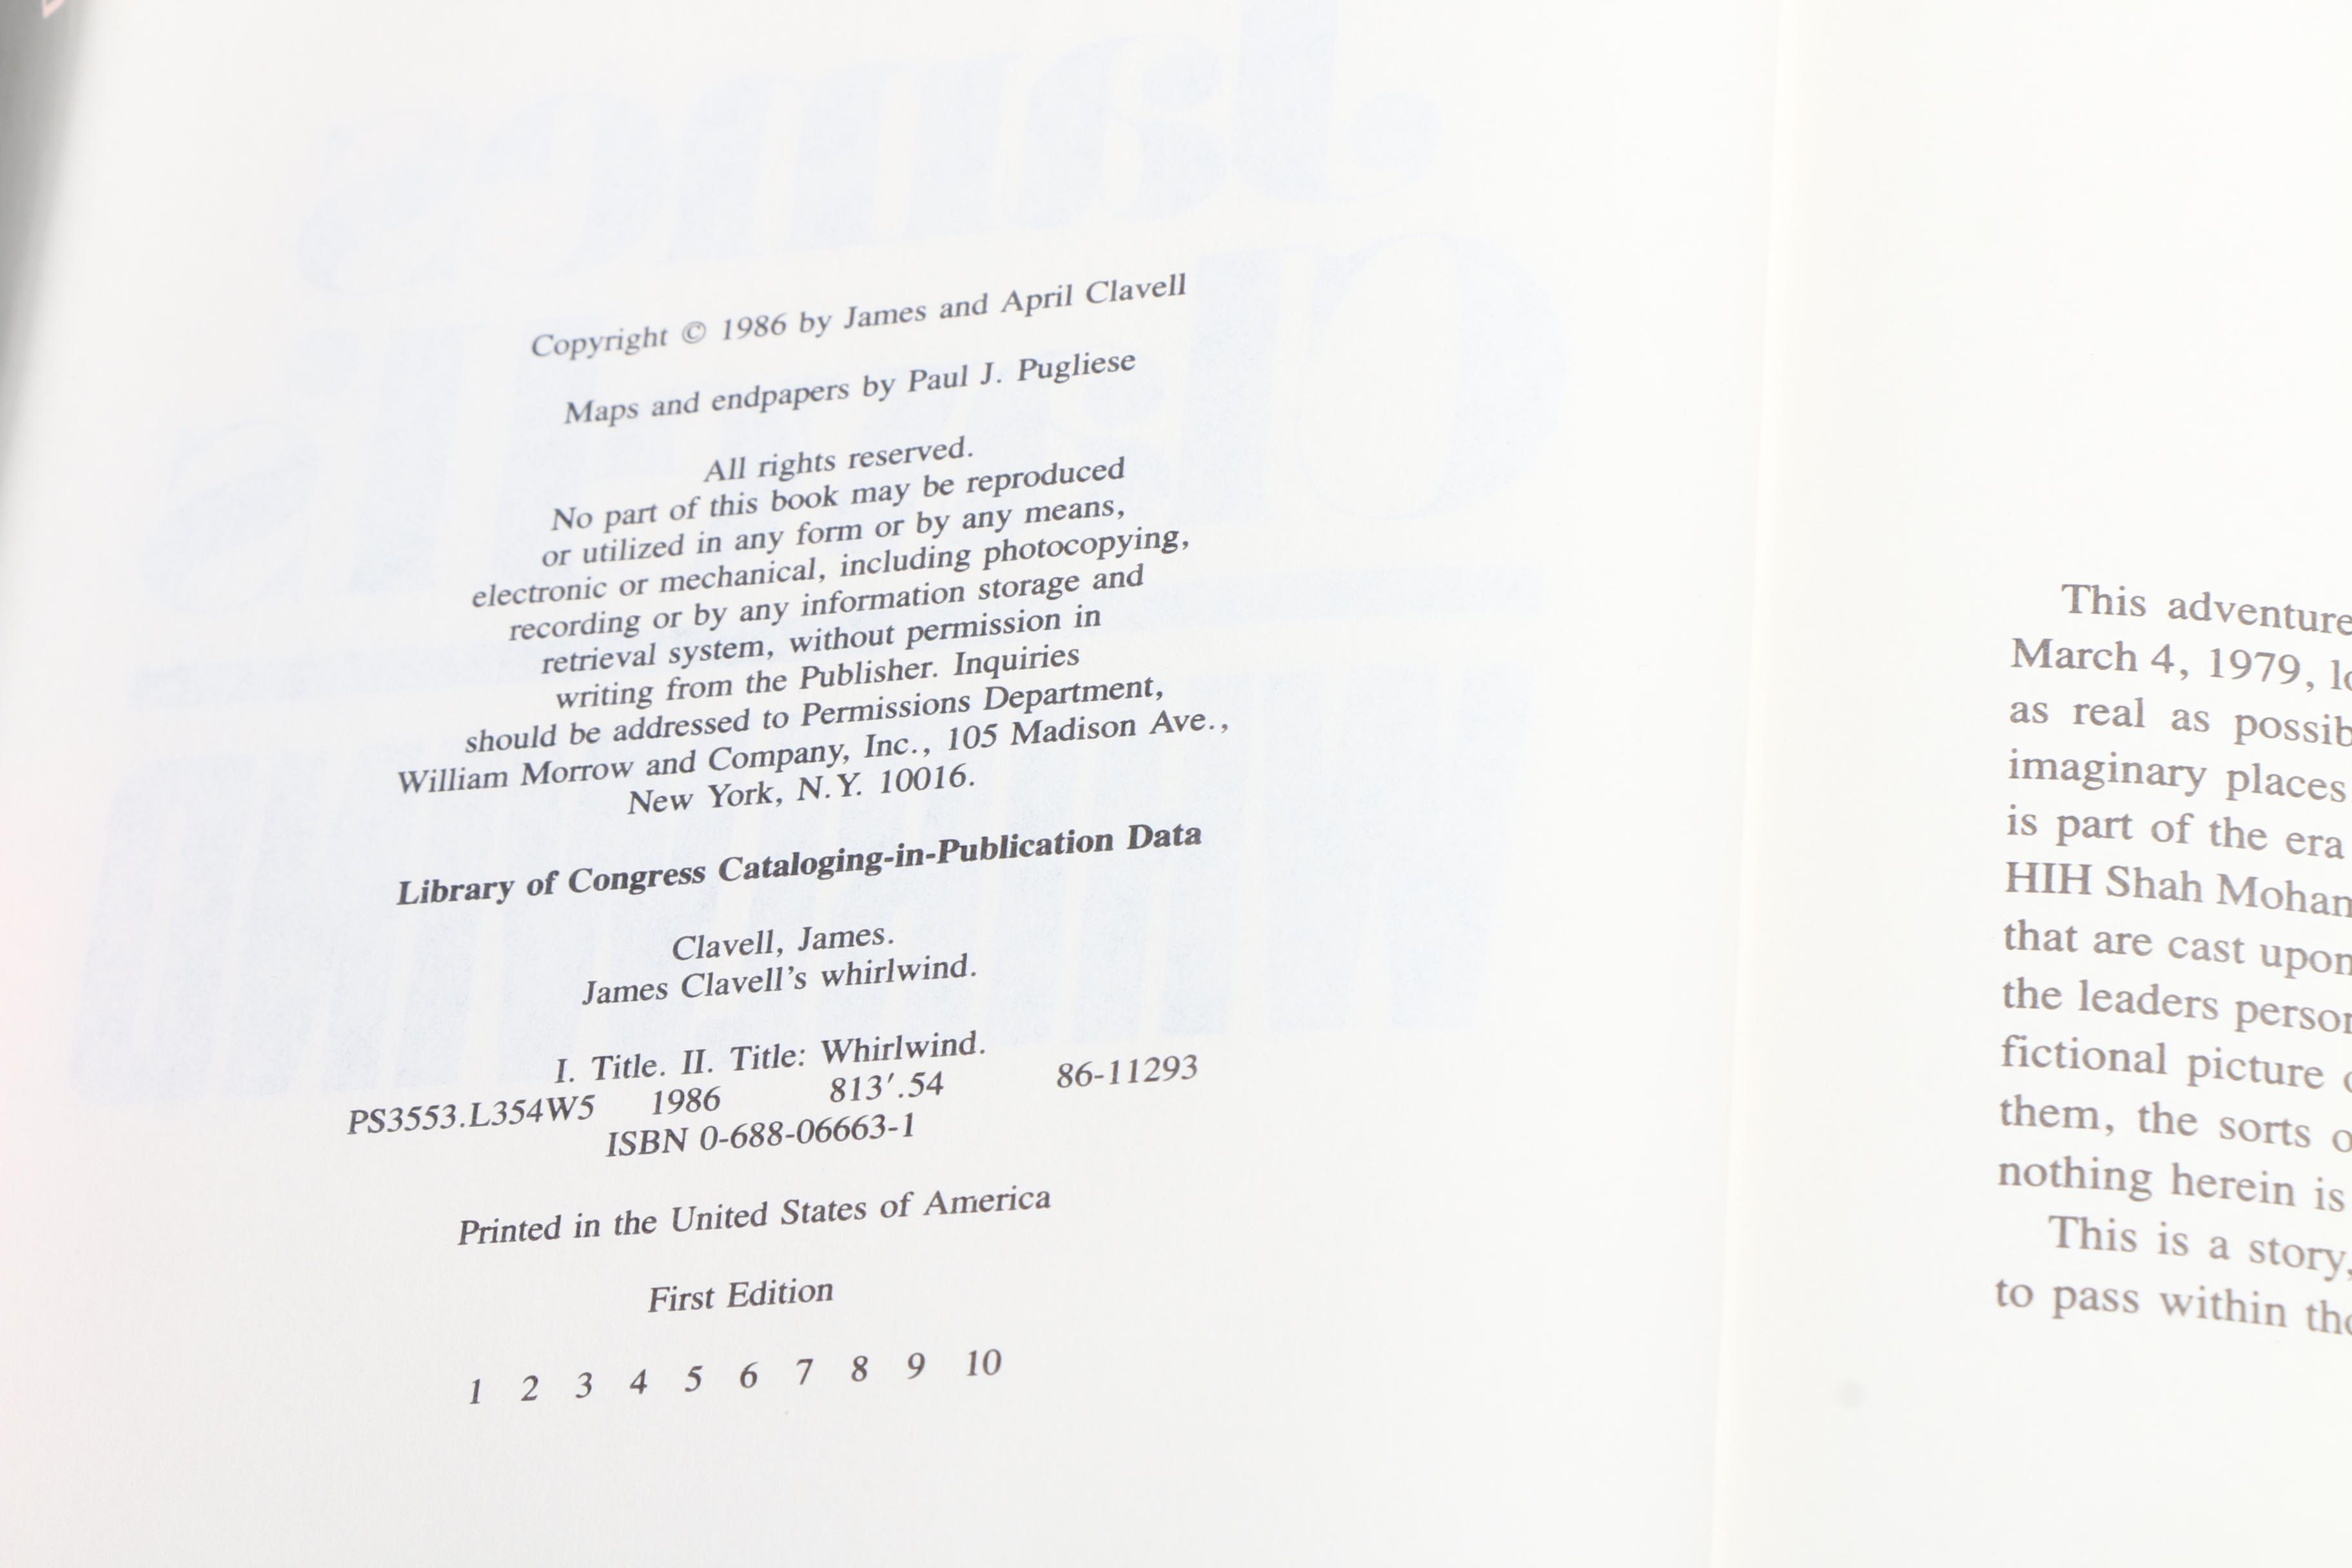 Copyright © 1986 by James and April Clavell
Maps and endpapers by Paul J. Pugliese
All rights reserved.
No part of this book may be reproduced
or utilized in any form or by any means,
electronic or mechanical, including photocopying,
recording or by any information storage and
retrieval system, without permission in
writing from the Publisher. Inquiries
should be addressed to Permissions Department,
William Morrow and Company, Inc., 105 Madison Ave.,
New York, N.Y. 10016.
Library of Congress Cataloging-in-Publication Data
Clavell, James.
James Clavell's whirlwind.
I. Title. II. Title: Whirlwind.
PS3553.L354W5 1986 813′.54 86-11293
ISBN 0-688-06663-1
Printed in the United States of America
First Edition
1 2 3 4 5 6 7 8 9 10
This adventure
March 4, 1979,
as real as
imaginary places
is part of the era
HIH Shah
that are cast upon
the leaders
fictional picture
them, the sorts
nothing herein is
This is a story,
to pass within